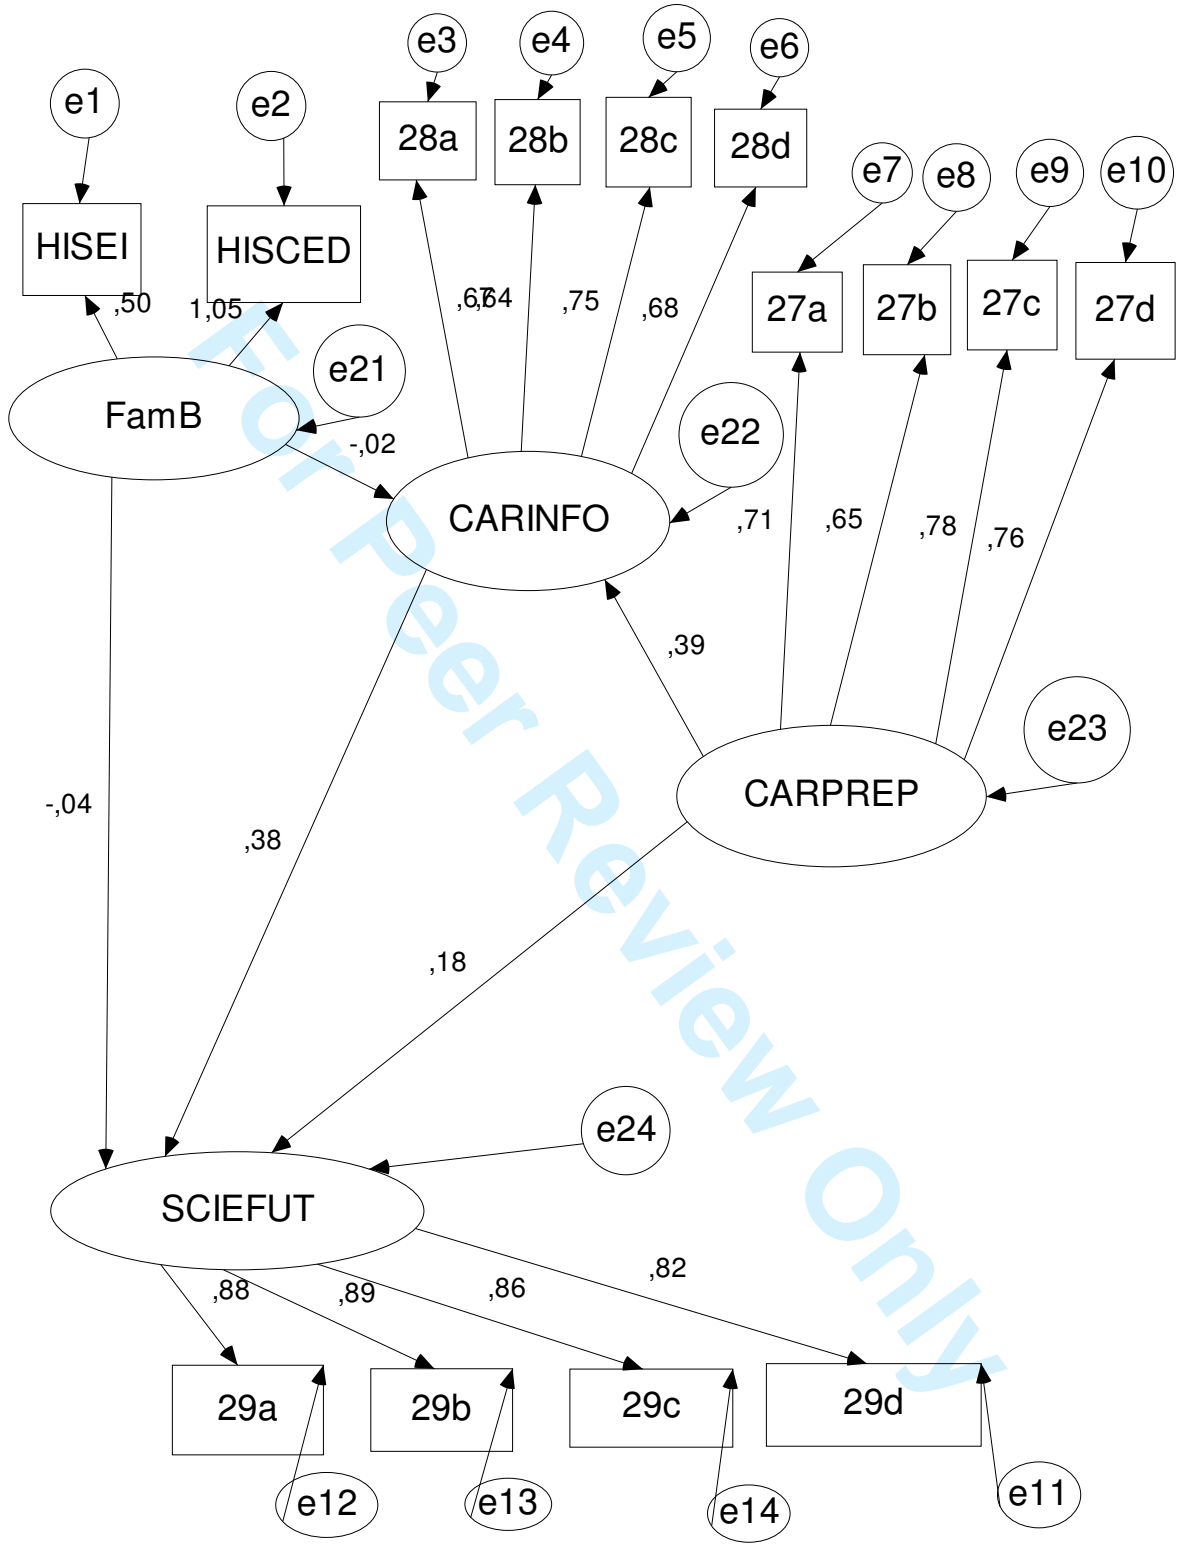 e3
e4
e5
e6
e1
e2
28a
28b
28c
28d
e7
e8
e9
e10
HISEI
HISCED
,50
1,05
,67
,64
,75
,68
27a
27b
27c
27d
e21
FamB
-,02
e22
CARINFO
,71
,65
,78
,76
,39
e23
CARPREP
-,04
,38
,18
e24
SCIEFUT
,88
,89
,86
,82
29a
29b
29c
29d
e12
e13
e14
e11
For Peer Review Only